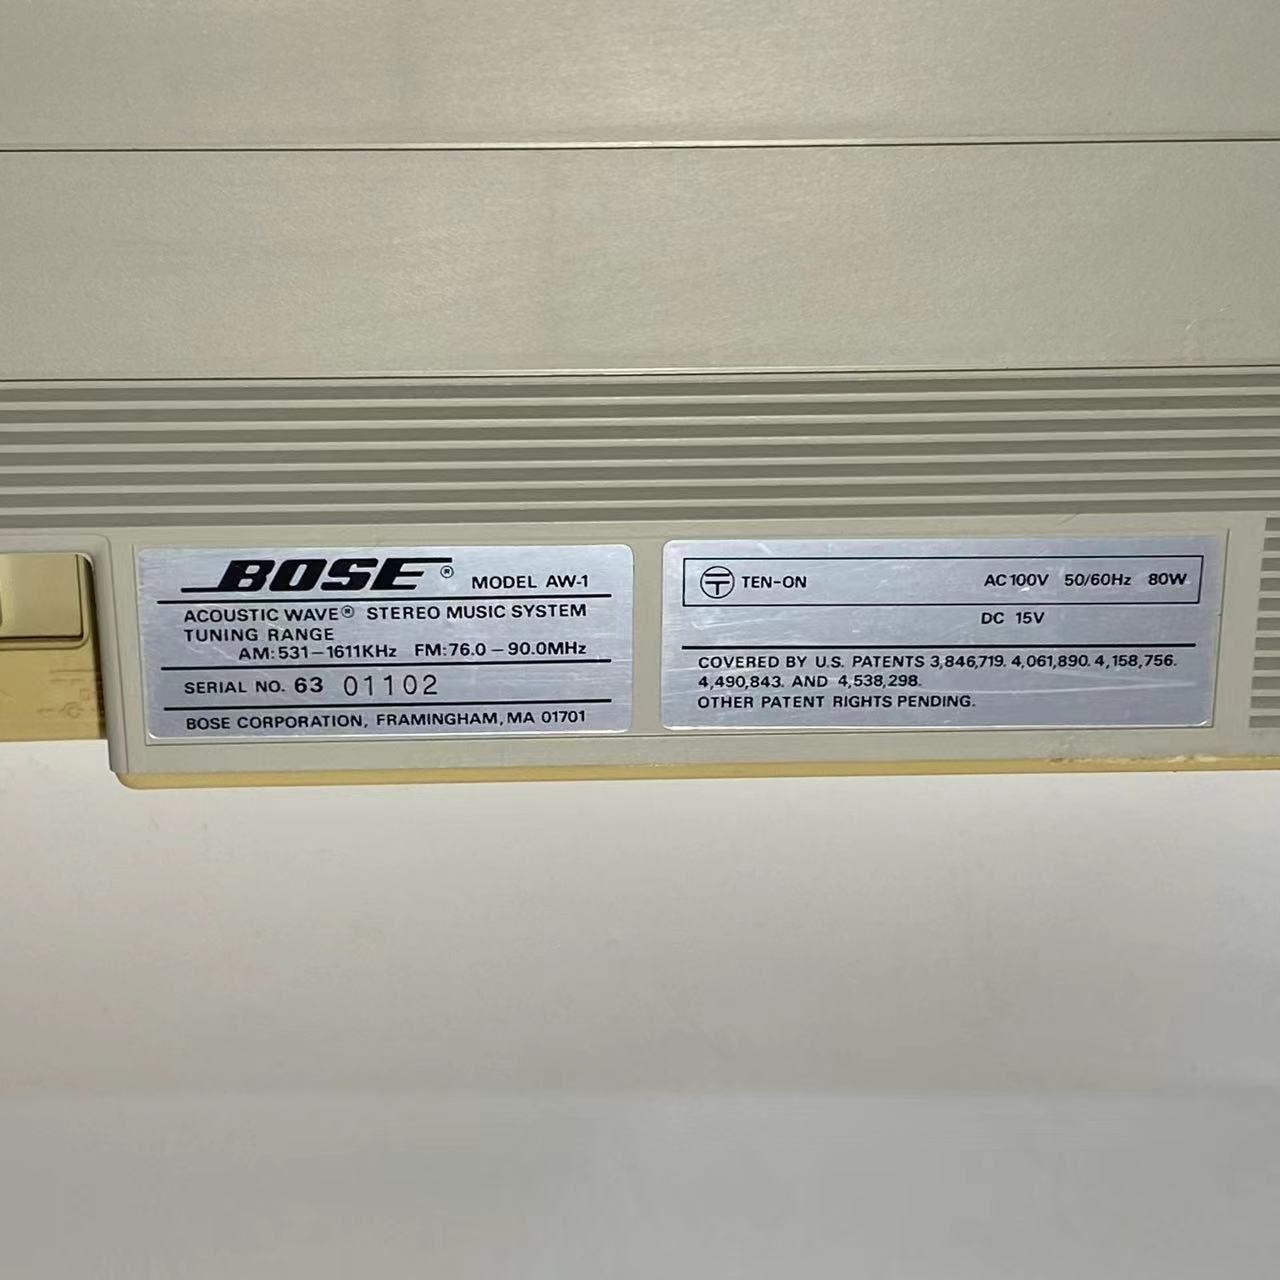 BOSE® MODEL AW-1
ACOUSTIC WAVE® STEREO MUSIC SYSTEM
TUNING RANGE
AM:531-1611KHz FM:76.0-90.0MHz
SERIAL NO. 63 01102
BOSE CORPORATION, FRAMINGHAM, MA 01701
TEN-ON AC100V 50/60Hz 80W
DC 15V
COVERED BY U.S. PATENTS 3,846,719. 4,061,890. 4,158,756.
4,490,843. AND 4,538,298.
OTHER PATENT RIGHTS PENDING.